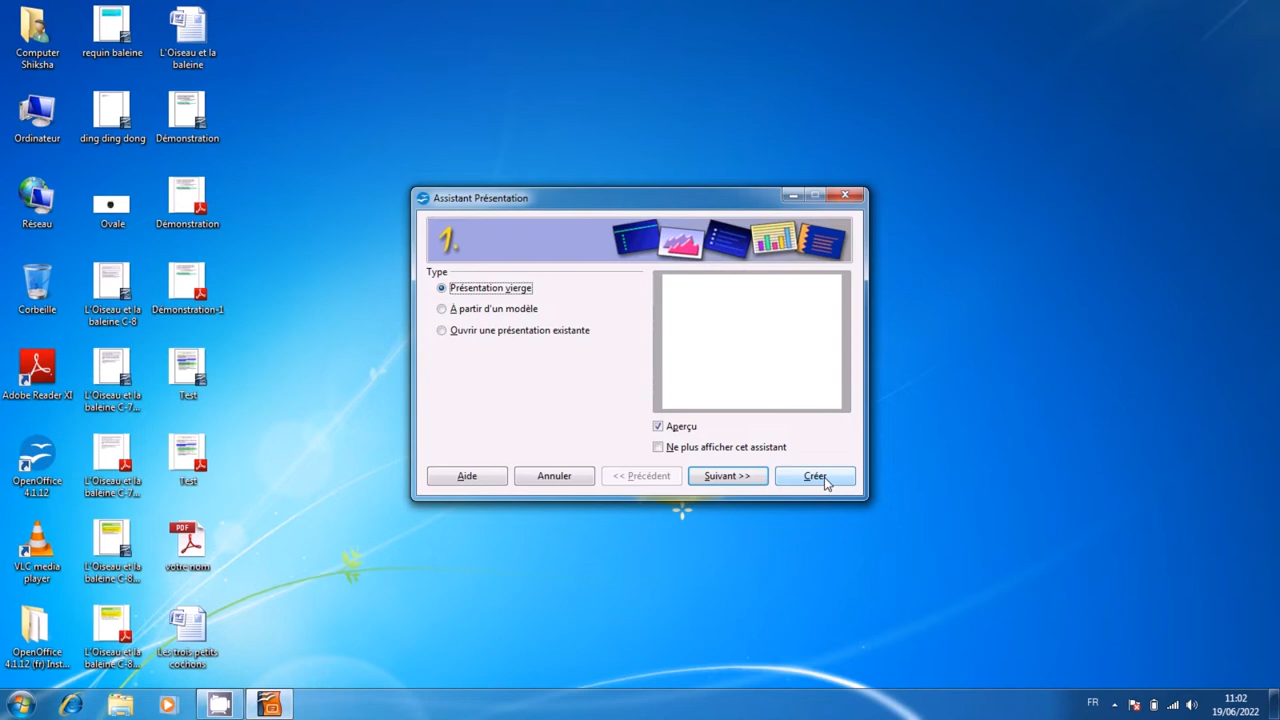 Computer
Shiksha
requin baleine
L'Oiseau et la
baleine
Ordinateur
ding ding dong
Démonstration
Réseau
Ovale
Démonstration
Corbeille
L'Oiseau et la
baleine C-8
Démonstration-1
Adobe Reader XI
L'Oiseau et la
baleine C-7...
Test
OpenOffice
4.1.12
L'Oiseau et la
baleine C-7...
Test
VLC media
player
L'Oiseau et la
baleine C-8...
PDF
votre nom
OpenOffice
4.1.12 (fr) Inst...
L'Oiseau et la
baleine C-8...
Les trois petits
cochons
Assistant Présentation
1.
Type
Présentation vierge
À partir d'un modèle
Ouvrir une présentation existante
Aperçu
Ne plus afficher cet assistant
Aide
Annuler
<< Précédent
Suivant >>
Créer
FR
11:02
19/06/2022